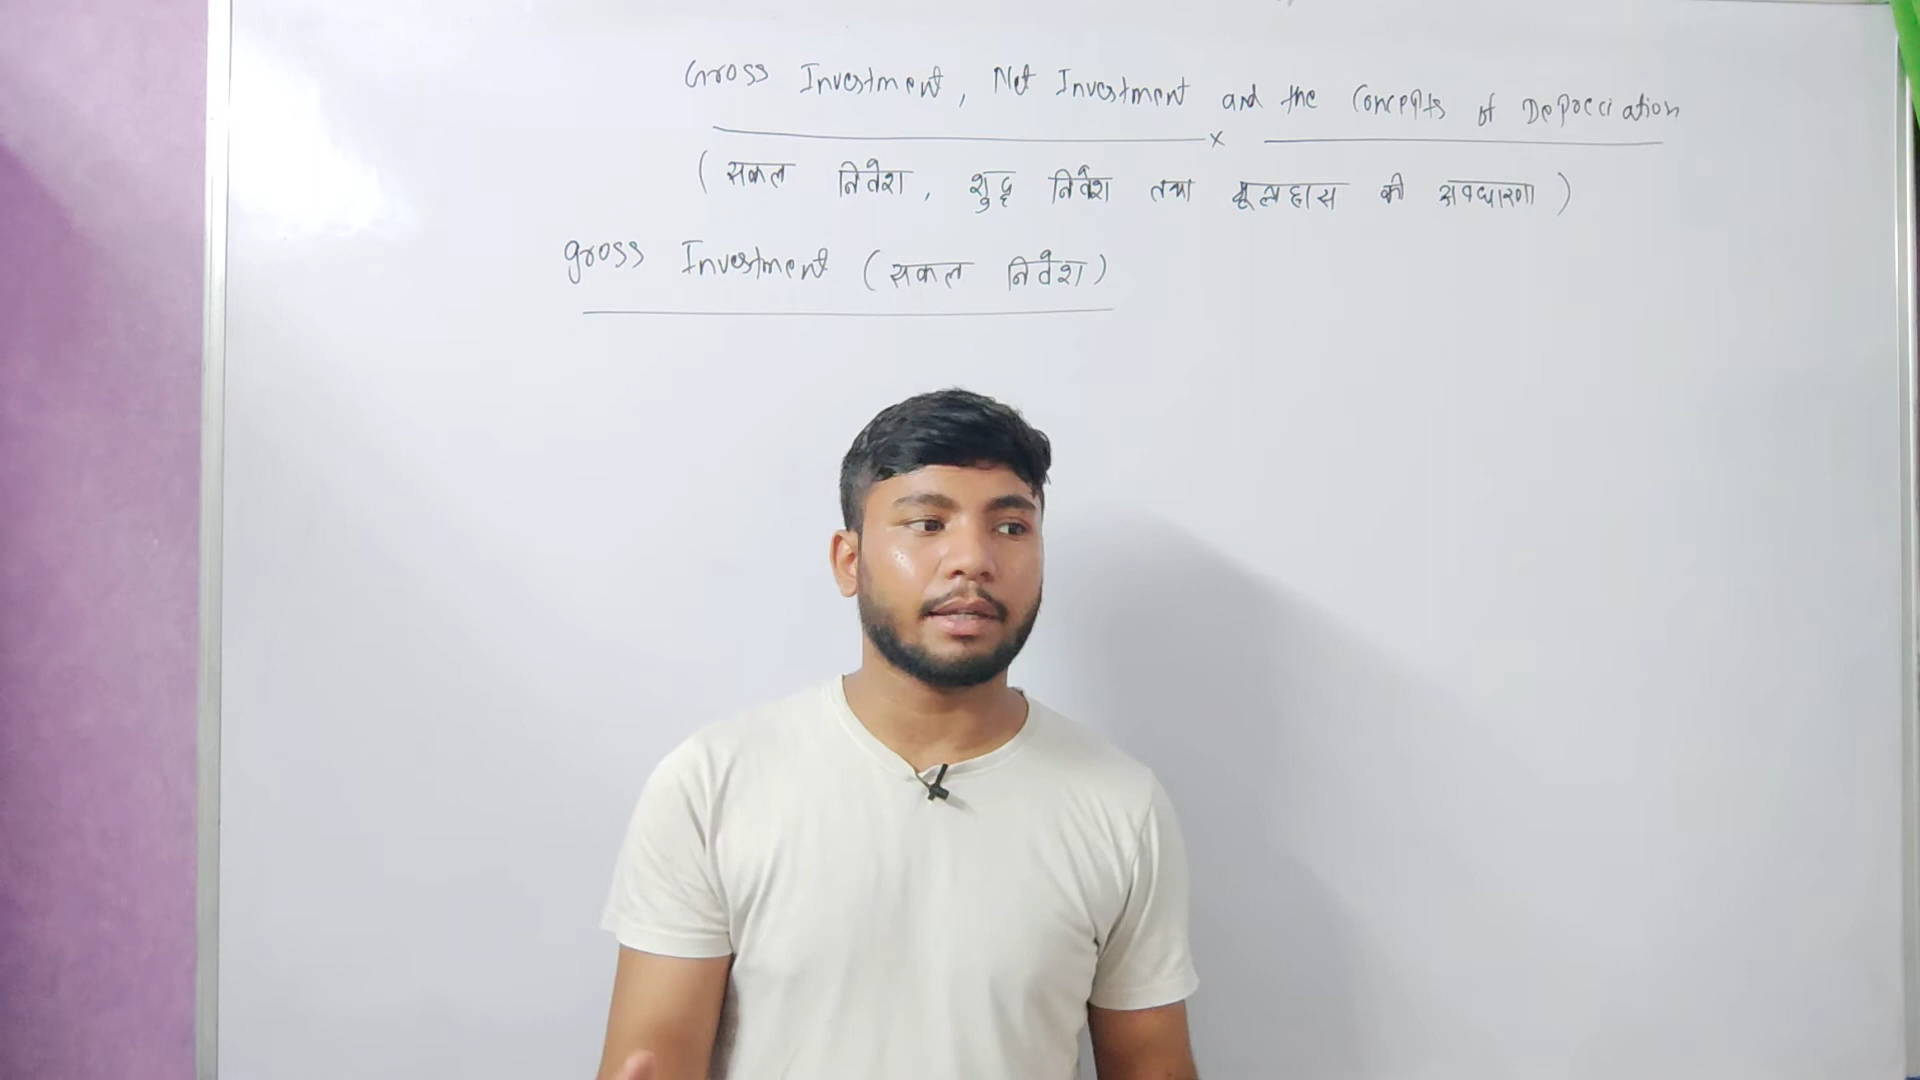 Gross Investment, Net Investment and the Concepts of Depreciation
(सकल निवेश, शुद्ध निवेश तथा मूल्यह्रास की अवधारणा)
gross Investment (सकल निवेश)